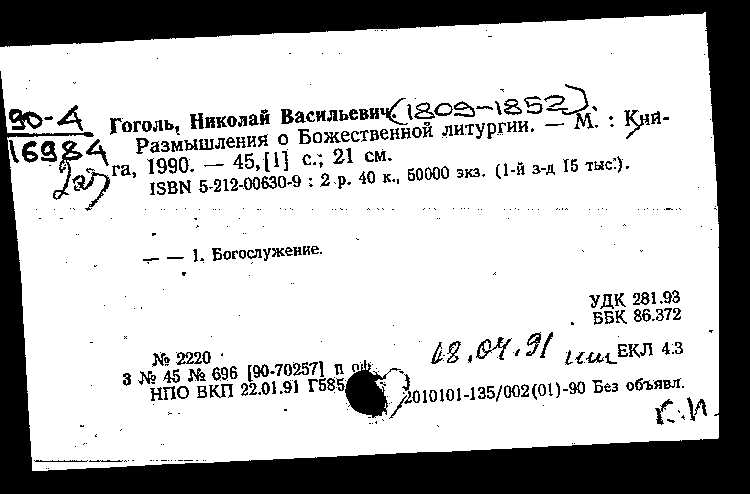 90-4
16984
Гоголь, Николай Васильевич (1809-1852).
Размышления о Божественной литургии. — М. : Кни-
га, 1990. — 45,[1] с.; 21 см.
ISBN 5-212-00630-9 : 2 р. 40 к., 50000 экз. (1-й з-д 15 тыс.).
— — 1. Богослужение.
УДК 281.93
ББК 86.372
№ 2220
18.04.91
ЕКЛ 4.3
З № 45 № 696 [90-70257] п оф
НПО ВКП 22.01.91 Г585
2010101-135/002(01)-90 Без объявл.
К.И.